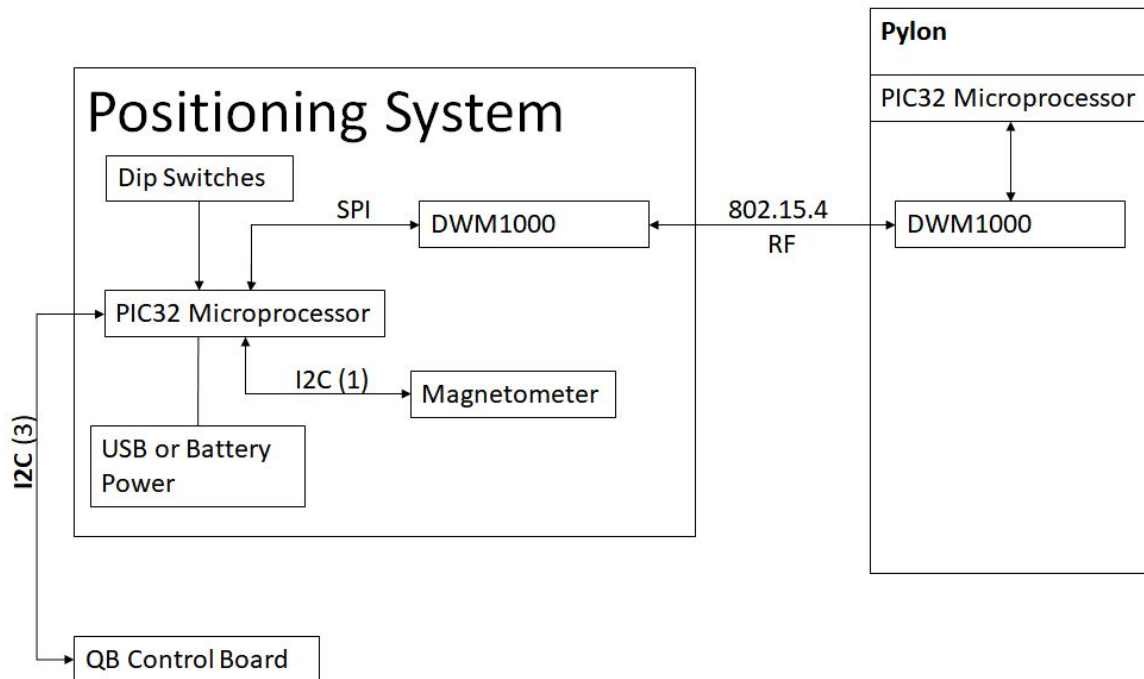 Pylon
PIC32 Microprocessor
Positioning System
Dip Switches
SPI
DWM1000
802.15.4
RF
DWM1000
PIC32 Microprocessor
I2C (1)
Magnetometer
I2C (3)
USB or Battery
Power
QB Control Board